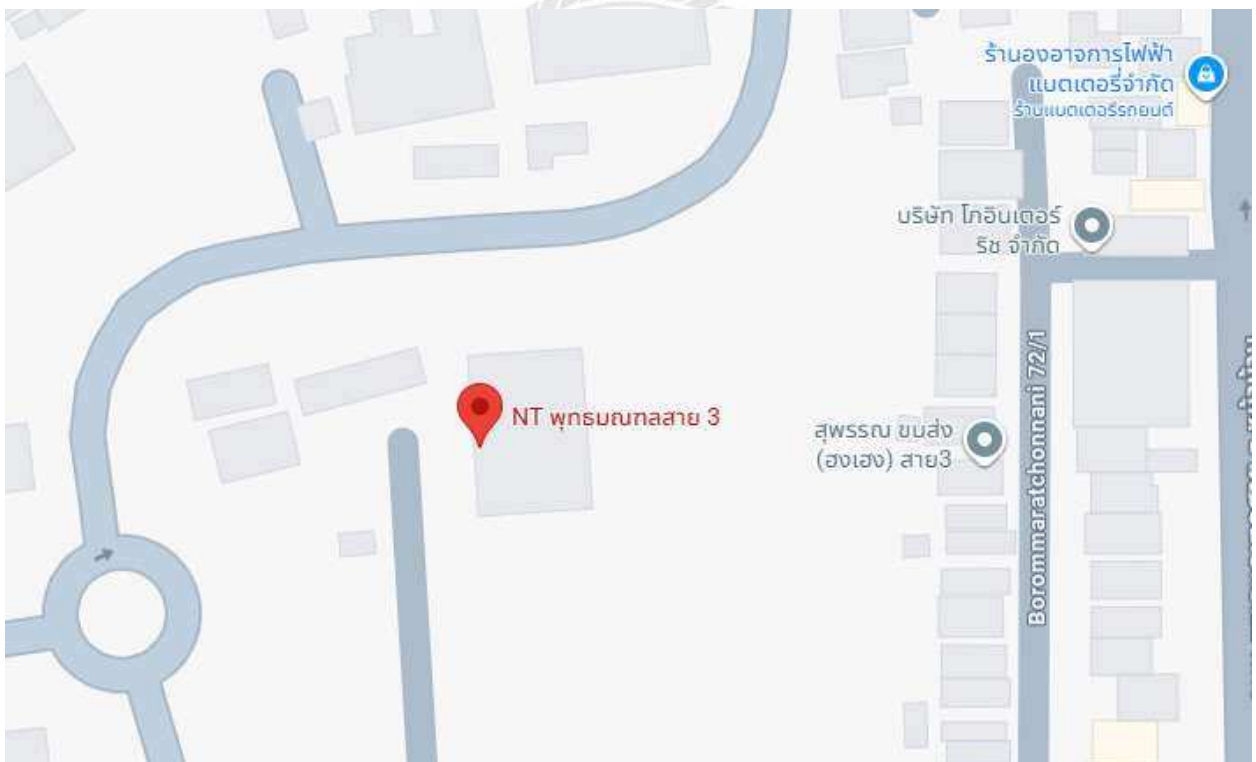 ร้านองอาจการไฟฟ้า
แบตเตอรี่จำกัด
ร้านแบตเตอรี่รถยนต์
บริษัท โกอินเตอร์
ริช จำกัด
NT พุทธมณฑลสาย 3
สุพรรณ ขนส่ง
(ฮงเฮง) สาย3
Borommaratchonnani 72/1